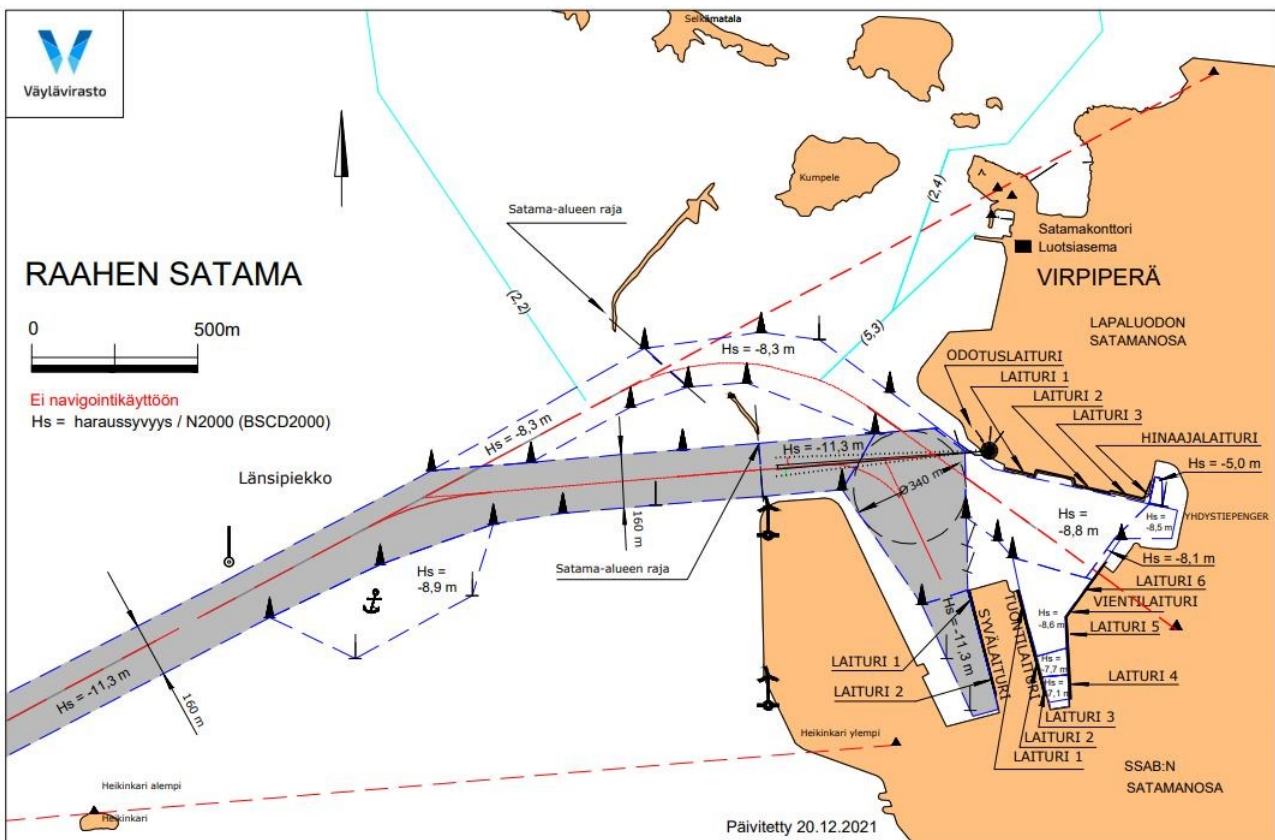 Väylävirasto
Selkämatala
Kumpele
(2,4)
Satama-alueen raja
Satamakonttori
Luotsiasema
RAAHEN SATAMA
VIRPIPERÄ
(2,2)
(5,3)
0
500m
LAPALUODON
SATAMANOSA
Hs = -8,3 m
ODOTUSLAITURI
LAITURI 1
LAITURI 2
LAITURI 3
Ei navigointikäyttöön
Hs = haraussyvyys / N2000 (BSCD2000)
HINAAJALAITURI
Hs = -8,3 m
Hs = -11,3 m
Hs = -5,0 m
Länsipiekko
Ø340 m
160 m
Hs =
-8,8 m
Hs =
-8,5 m
YHDYSTIEPENGER
Hs = -8,1 m
Satama-alueen raja
Hs =
-8,9 m
LAITURI 6
VIENTILAITURI
LAITURI 5
Hs =
-8,6 m
Hs = -11,3 m
SYVÄLAITURI
TUONTILAITURI
LAITURI 1
LAITURI 2
Hs =
-7,7 m
Hs =
-7,1 m
LAITURI 4
LAITURI 3
LAITURI 2
LAITURI 1
Hs = -11,3 m
160 m
Heikinkari ylempi
SSAB:N
SATAMANOSA
Heikinkari alempi
Heikinkari
Päivitetty 20.12.2021